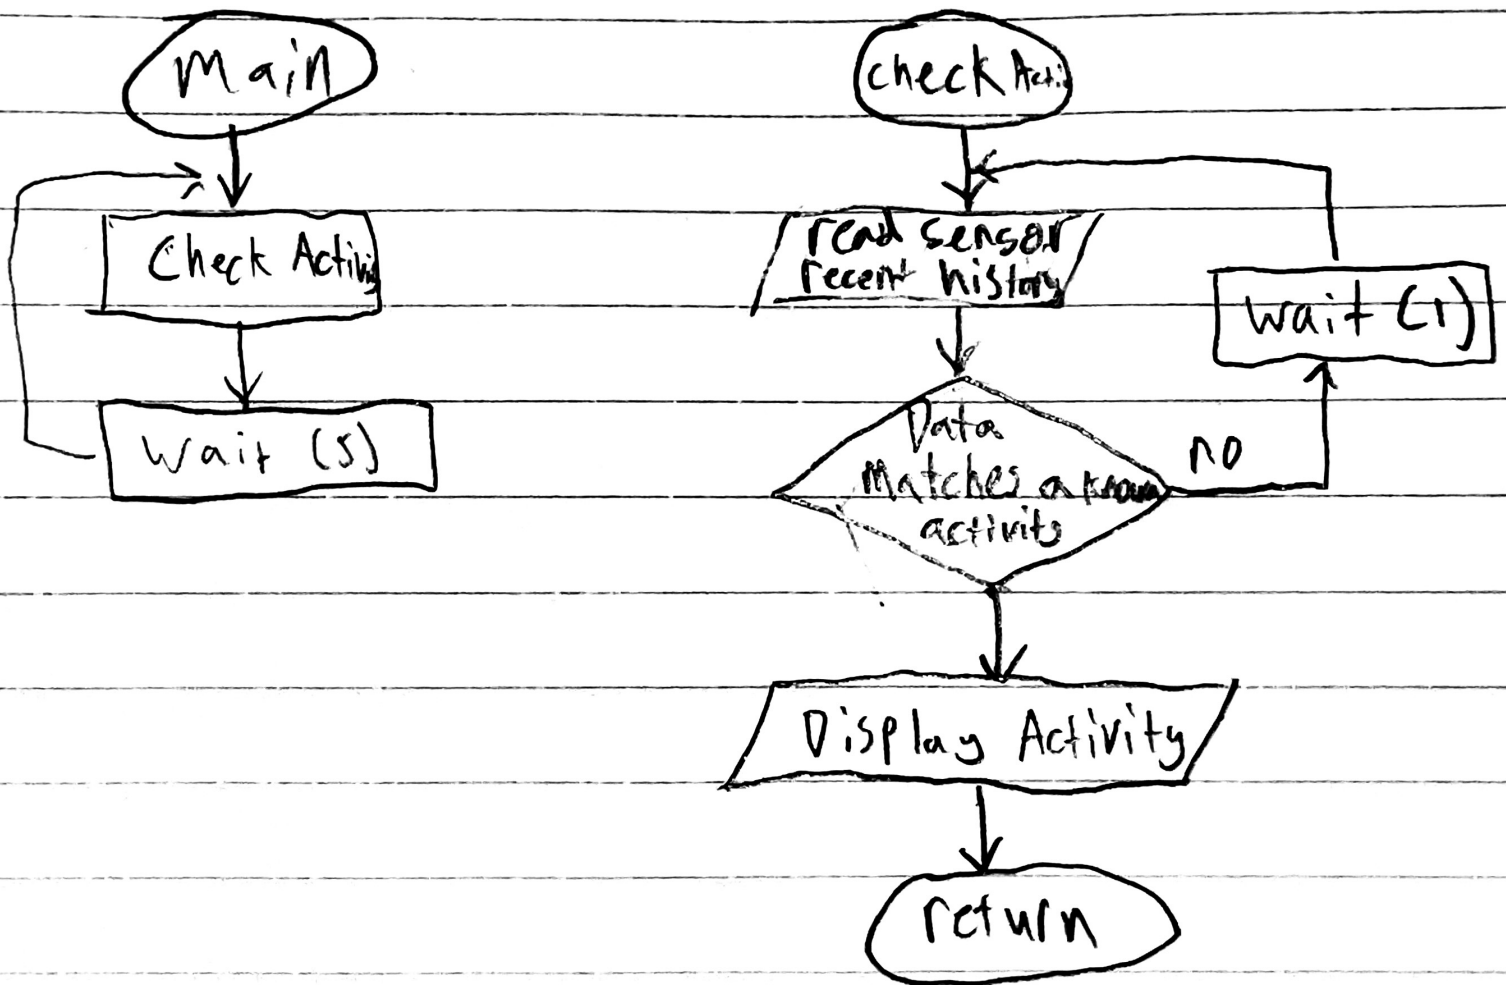 main
Check Activity
wait (5)
check Acti
read sensor
recent history
wait (1)
Data
Matches a known
activity
no
Display Activity
return